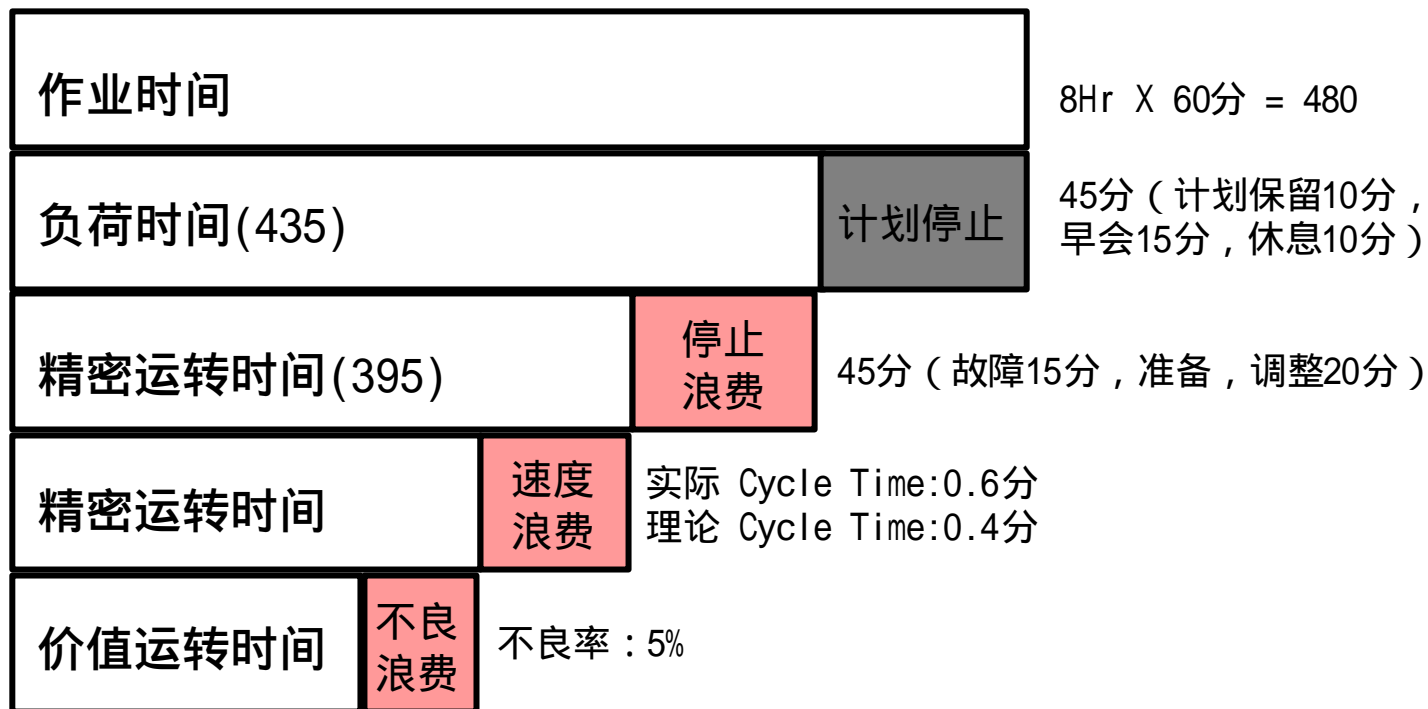 作业时间
8Hr X 60分 = 480
负荷时间(435)
计划停止
45分（计划保留10分，
早会15分，休息10分）
精密运转时间(395)
停止
浪费
45分（故障15分，准备，调整20分）
精密运转时间
速度
浪费
实际 Cycle Time:0.6分
理论 Cycle Time:0.4分
价值运转时间
不良
浪费
不良率：5%